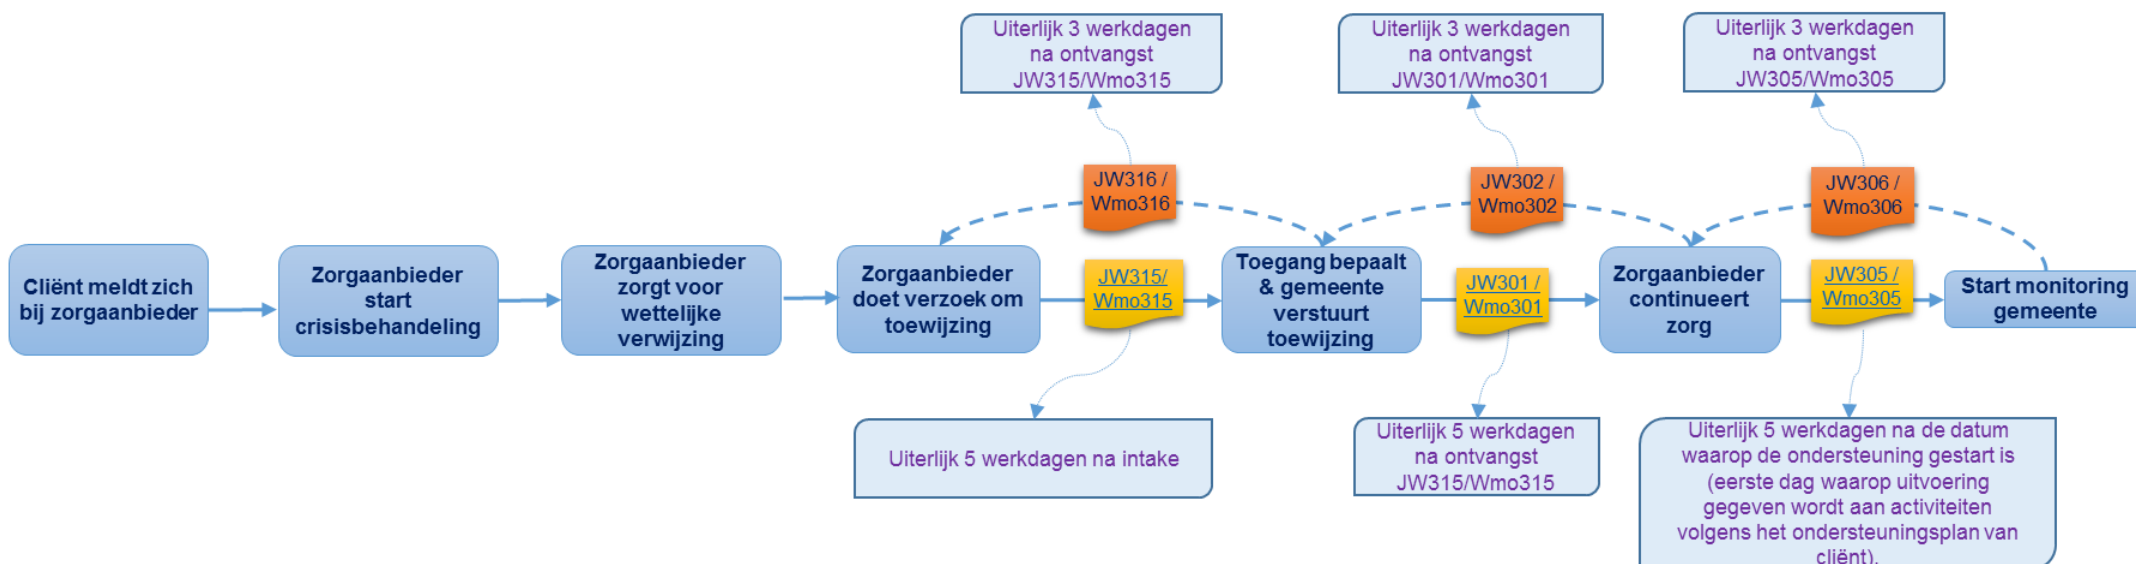 Uiterlijk 3 werkdagen
na ontvangst
JW315/Wmo315
Uiterlijk 3 werkdagen
na ontvangst
JW301/Wmo301
Uiterlijk 3 werkdagen
na ontvangst
JW305/Wmo305
JW316 /
Wmo316
JW302 /
Wmo302
JW306 /
Wmo306
Cliënt meldt zich
bij zorgaanbieder
Zorgaanbieder
start
crisisbehandeling
Zorgaanbieder
zorgt voor
wettelijke
verwijzing
Zorgaanbieder
doet verzoek om
toewijzing
JW315/
Wmo315
Toegang bepaalt
& gemeente
verstuurt
toewijzing
JW301 /
Wmo301
Zorgaanbieder
continueert
zorg
JW305 /
Wmo305
Start monitoring
gemeente
Uiterlijk 5 werkdagen na intake
Uiterlijk 5 werkdagen
na ontvangst
JW315/Wmo315
Uiterlijk 5 werkdagen na de datum
waarop de ondersteuning gestart is
(eerste dag waarop uitvoering
gegeven wordt aan activiteiten
volgens het ondersteuningsplan van
cliënt).